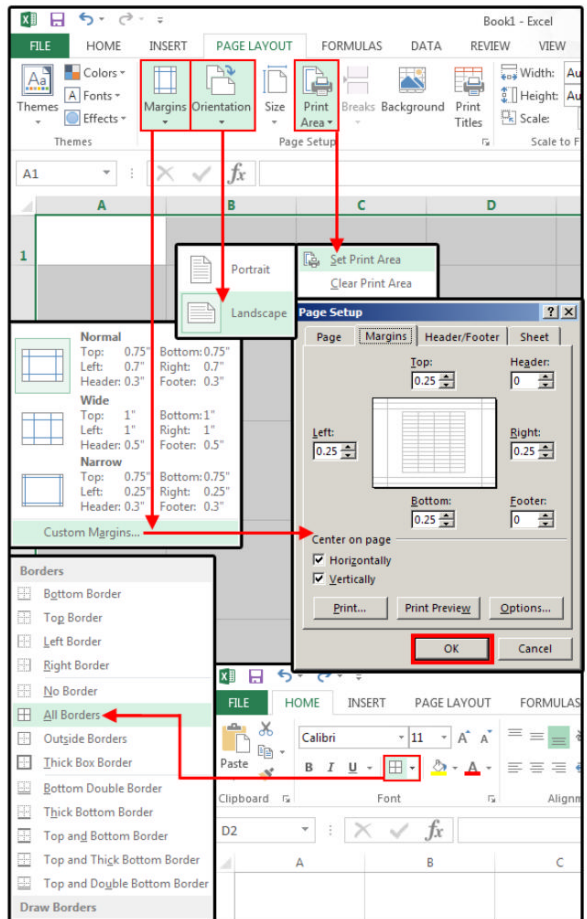 Book1 - Excel
FILE HOME INSERT PAGE LAYOUT FORMULAS DATA REVIEW VIEW
Colors Width: Au
Aa A Fonts Margins Orientation Size Print Breaks Background Print Height: Au
Themes Effects Area Titles Scale:
Themes Page Setup Scale to F
A1 fx
A B C D
1
Portrait
Landscape
Set Print Area
Clear Print Area
Normal
Top: 0.75" Bottom: 0.75"
Left: 0.7" Right: 0.7"
Header: 0.3" Footer: 0.3"
Wide
Top: 1" Bottom: 1"
Left: 1" Right: 1"
Header: 0.5" Footer: 0.5"
Narrow
Top: 0.75" Bottom: 0.75"
Left: 0.25" Right: 0.25"
Header: 0.3" Footer: 0.3"
Custom Margins...
Page Setup ? X
Page Margins Header/Footer Sheet
Top: Header:
0.25 0
Left: Right:
0.25 0.25
Bottom: Footer:
0.25 0
Center on page
Horizontally
Vertically
Print... Print Preview Options...
OK Cancel
Borders
Bottom Border
Top Border
Left Border
Right Border
No Border
All Borders
Outside Borders
Thick Box Border
Bottom Double Border
Thick Bottom Border
Top and Bottom Border
Top and Thick Bottom Border
Top and Double Bottom Border
Draw Borders
FILE HOME INSERT PAGE LAYOUT FORMULAS
Calibri 11 A A
Paste B I U A
Clipboard Font Alignm
D2 fx
A B C